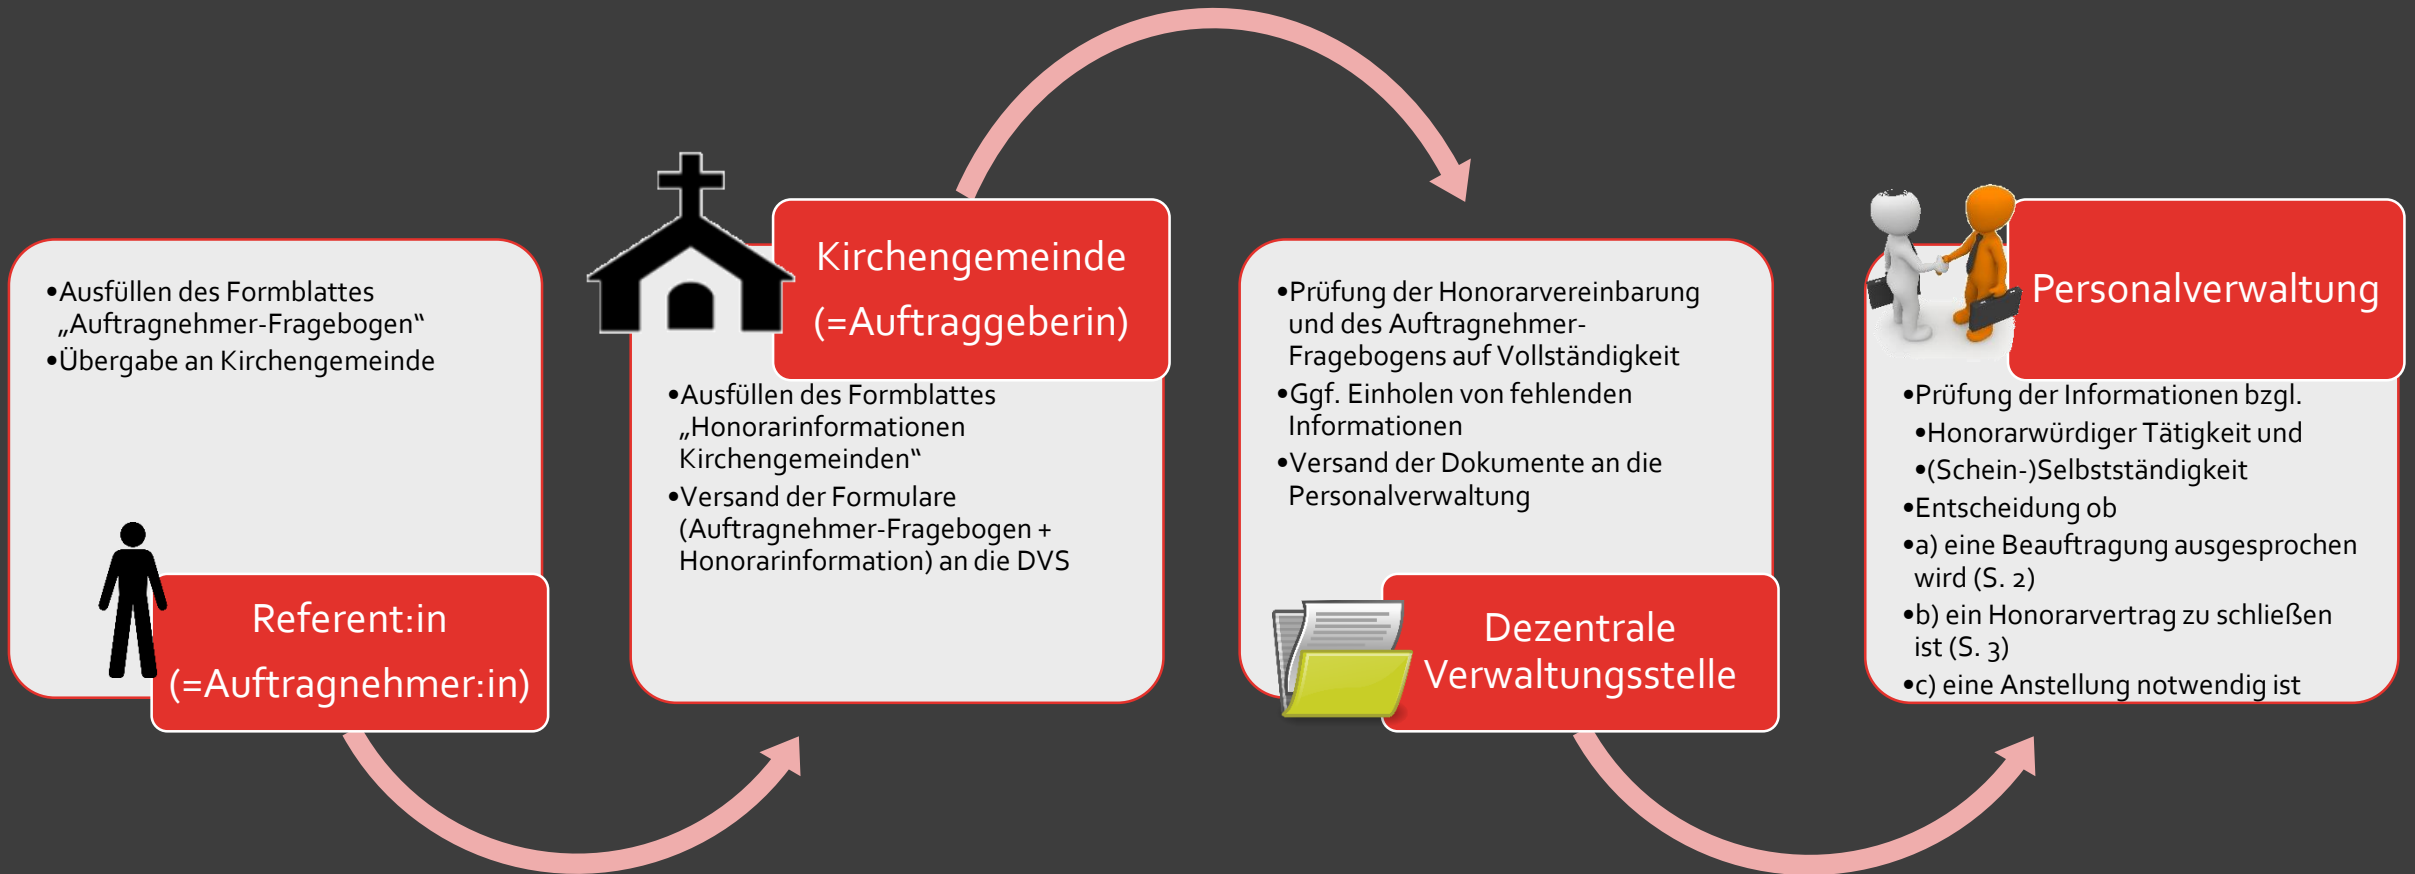 •Ausfüllen des Formblattes
„Auftragnehmer-Fragebogen“
•Übergabe an Kirchengemeinde
Referent:in
(=Auftragnehmer:in)
Kirchengemeinde
(=Auftraggeberin)
•Ausfüllen des Formblattes
„Honorarinformationen
Kirchengemeinden“
•Versand der Formulare
(Auftragnehmer-Fragebogen +
Honorarinformation) an die DVS
•Prüfung der Honorarvereinbarung
und des Auftragnehmer-
Fragebogens auf Vollständigkeit
•Ggf. Einholen von fehlenden
Informationen
•Versand der Dokumente an die
Personalverwaltung
Dezentrale
Verwaltungsstelle
Personalverwaltung
•Prüfung der Informationen bzgl.
•Honorarwürdiger Tätigkeit und
•(Schein-)Selbstständigkeit
•Entscheidung ob
•a) eine Beauftragung ausgesprochen
wird (S. 2)
•b) ein Honorarvertrag zu schließen
ist (S. 3)
•c) eine Anstellung notwendig ist